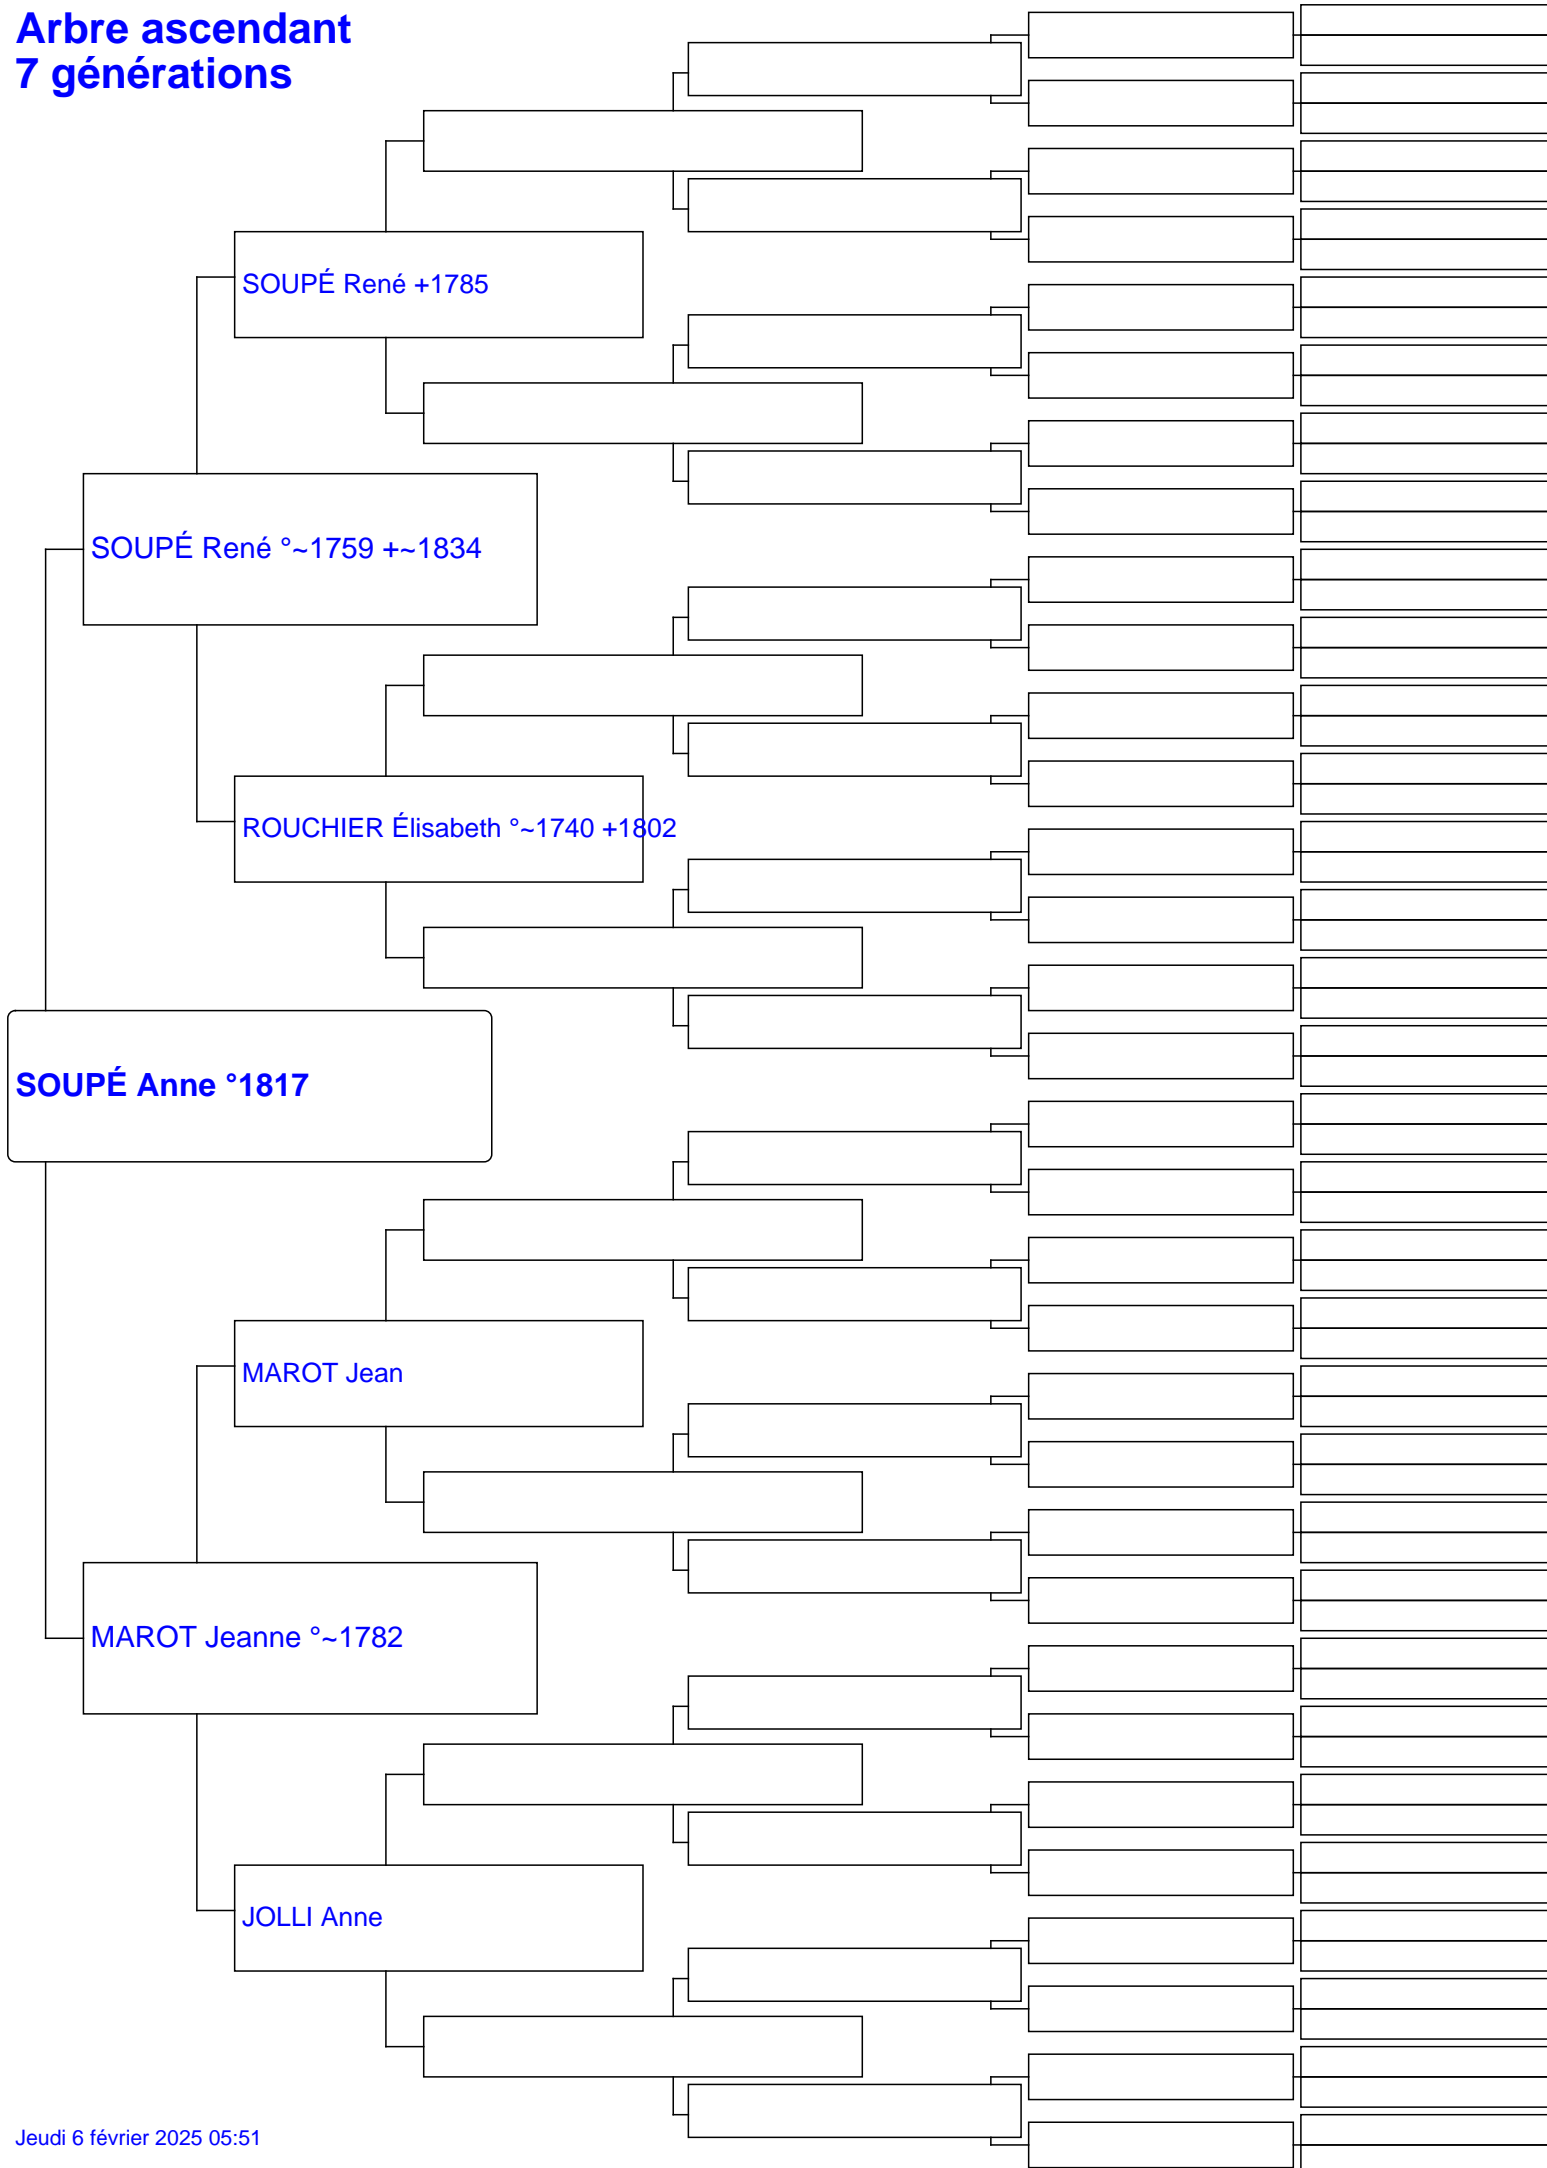 Arbre ascendant
7 générations
SOUPÉ René +1785
SOUPÉ René °~1759 +~1834
ROUCHIER Élisabeth °~1740 +1802
SOUPÉ Anne °1817
MAROT Jean
MAROT Jeanne °~1782
JOLLI Anne
Jeudi 6 février 2025 05:51